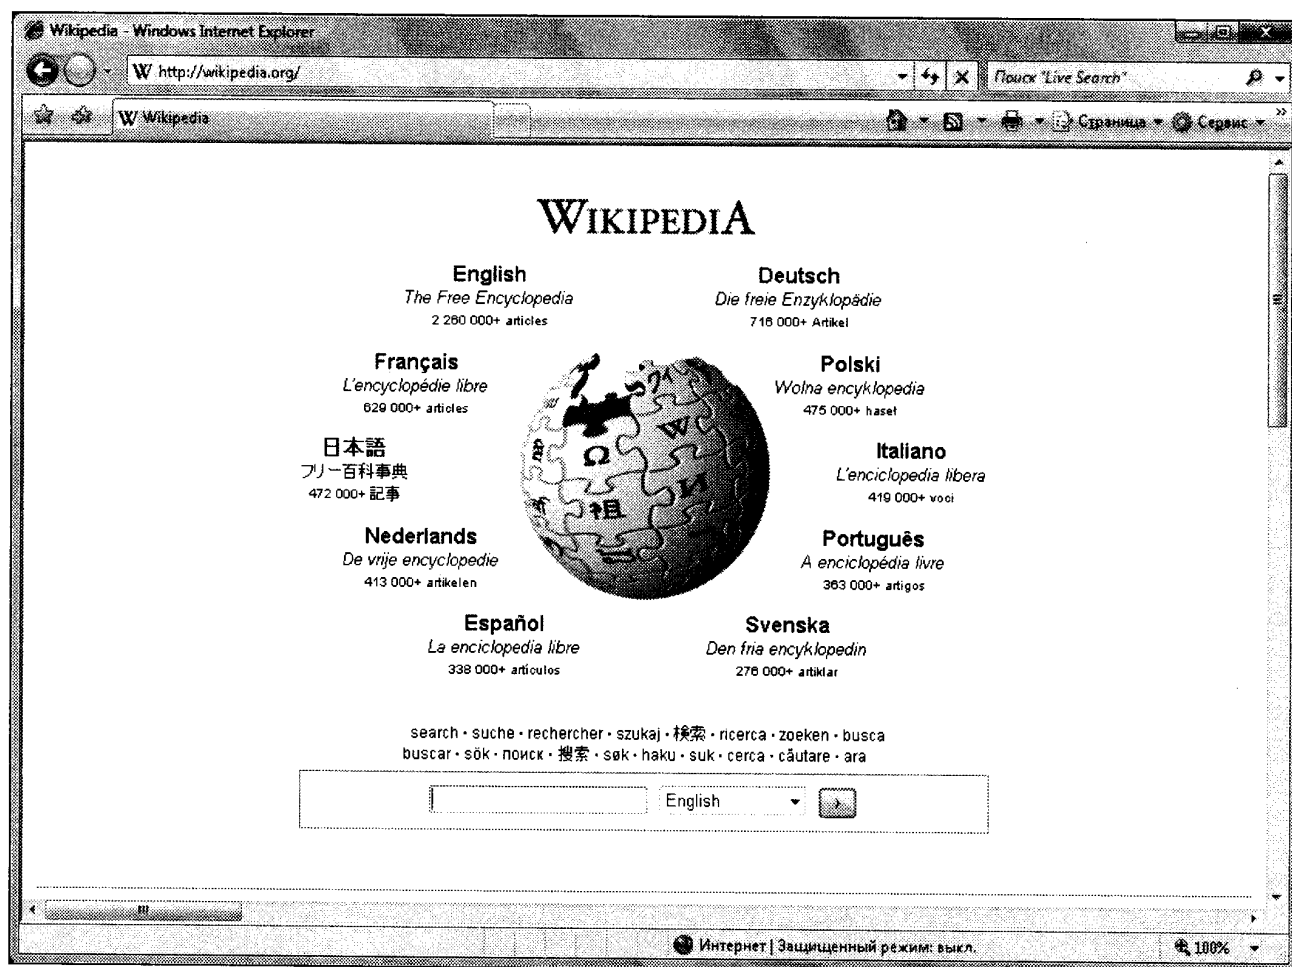 Wikipedia - Windows Internet Explorer
W http://wikipedia.org/
Поиск "Live Search"
W Wikipedia
Страница
Сервис
WIKIPEDIA
English
The Free Encyclopedia
2 260 000+ articles
Deutsch
Die freie Enzyklopädie
716 000+ Artikel
Français
L'encyclopédie libre
629 000+ articles
Polski
Wolna encyklopedia
475 000+ haseł
日本語
フリー百科事典
472 000+ 記事
Ω
W
И
祖
Italiano
L'enciclopedia libera
419 000+ voci
Nederlands
De vrije encyclopedie
413 000+ artikelen
Português
A enciclopédia livre
363 000+ artigos
Español
La enciclopedia libre
338 000+ artículos
Svenska
Den fria encyklopedin
276 000+ artiklar
search · suche · rechercher · szukaj · 検索 · ricerca · zoeken · busca
buscar · sök · поиск · 搜索 · søk · haku · suk · cerca · căutare · ara
English
Интернет | Защищенный режим: выкл.
100%